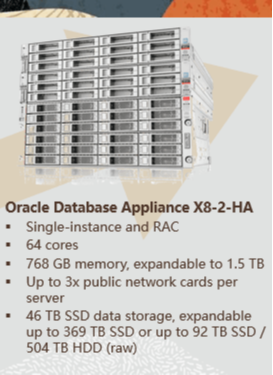 Oracle Database Appliance X8-2-HA
▪ Single-instance and RAC
▪ 64 cores
▪ 768 GB memory, expandable to 1.5 TB
▪ Up to 3x public network cards per
server
▪ 46 TB SSD data storage, expandable
up to 369 TB SSD or up to 92 TB SSD /
504 TB HDD (raw)